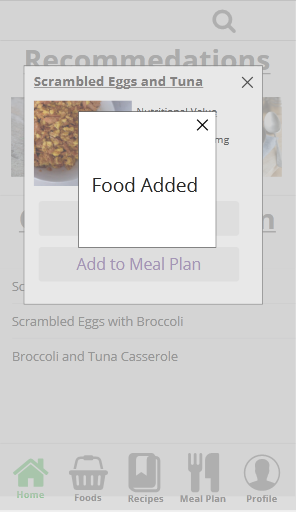 Recommendations
Scrambled Eggs and Tuna
Nutritional Value
mg
Food Added
Add to Meal Plan
Sc
Scrambled Eggs with Broccoli
Broccoli and Tuna Casserole
Home
Foods
Recipes
Meal Plan
Profile